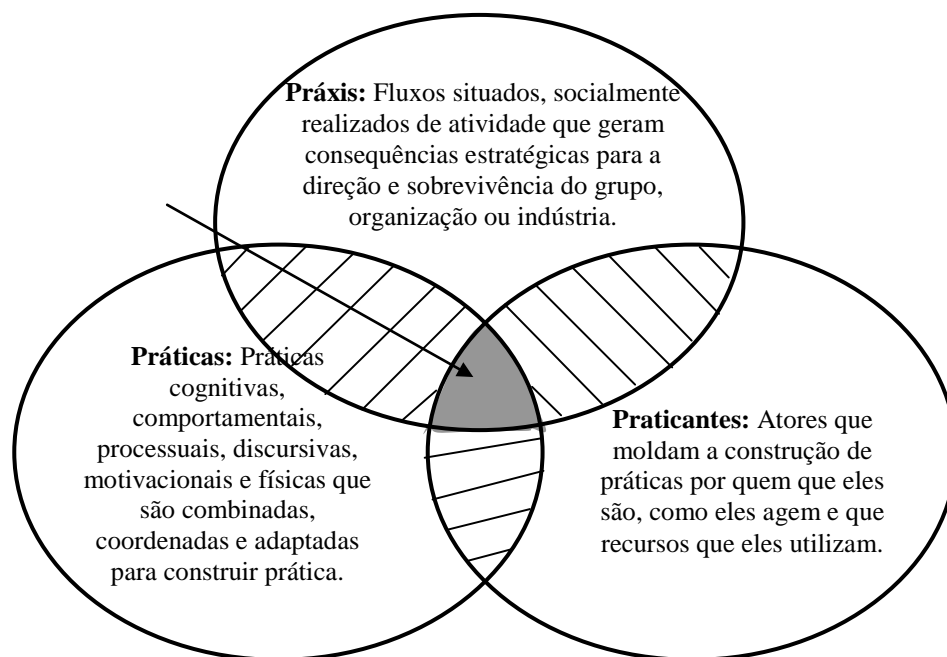 Práxis: Fluxos situados, socialmente
realizados de atividade que geram
consequências estratégicas para a
direção e sobrevivência do grupo,
organização ou indústria.
Práticas: Práticas
cognitivas,
comportamentais,
processuais, discursivas,
motivacionais e físicas que
são combinadas,
coordenadas e adaptadas
para construir prática.
Praticantes: Atores que
moldam a construção de
práticas por quem que eles
são, como eles agem e que
recursos que eles utilizam.